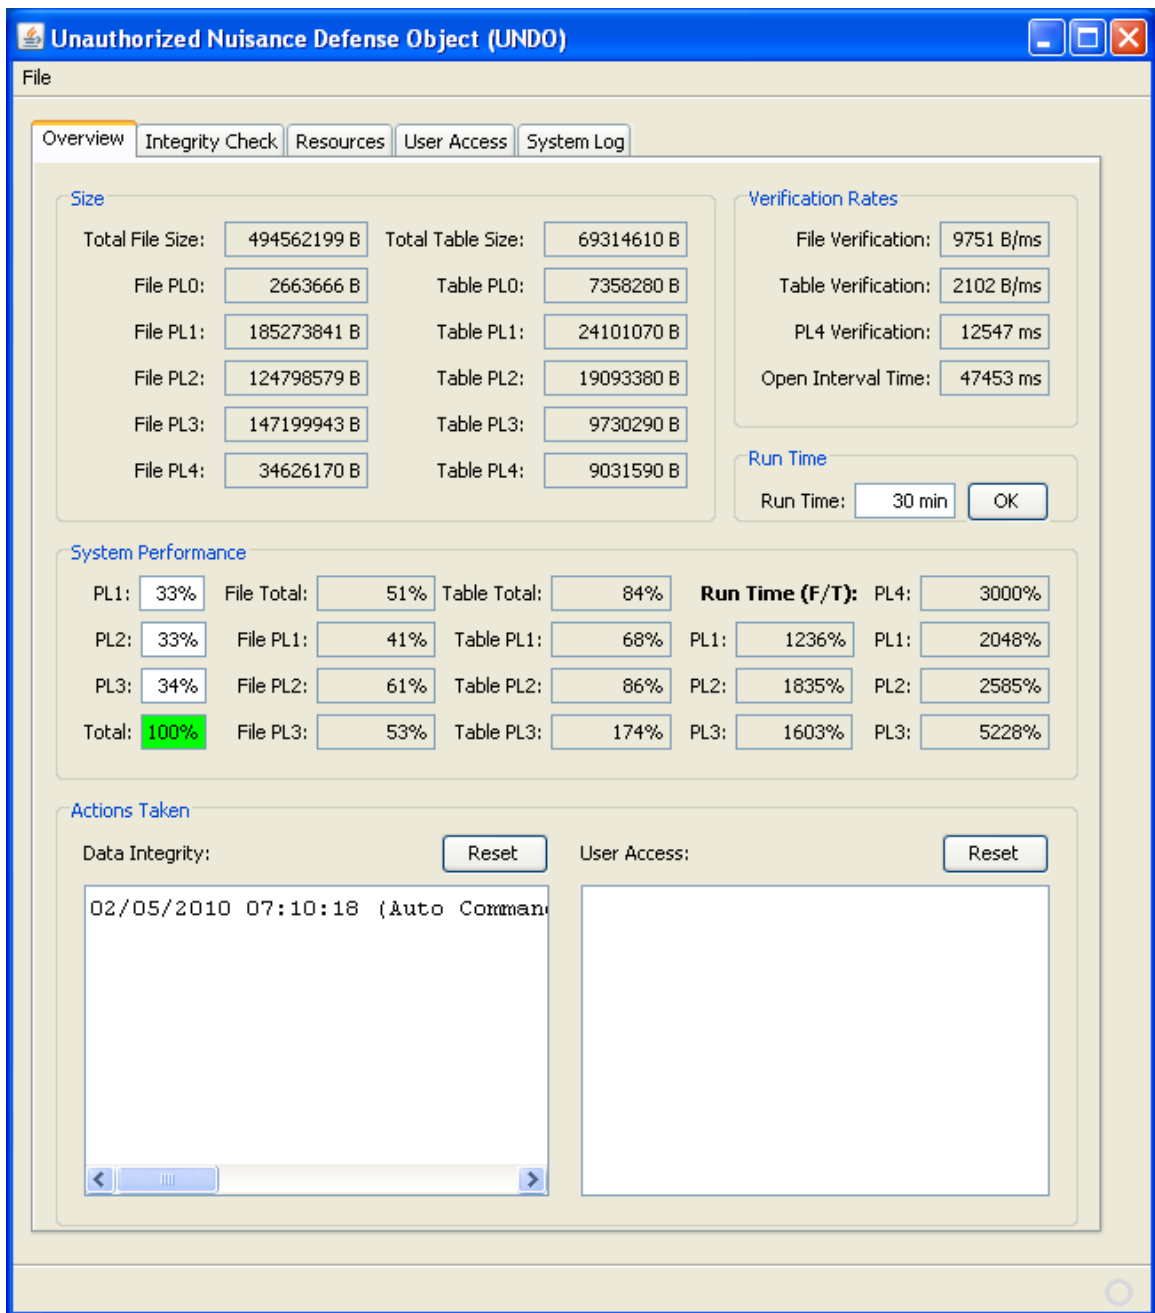 Unauthorized Nuisance Defense Object (UNDO)
File
Overview Integrity Check Resources User Access System Log
Size
Total File Size: 494562199 B Total Table Size: 69314610 B
File PL0: 2663666 B Table PL0: 7358280 B
File PL1: 185273841 B Table PL1: 24101070 B
File PL2: 124798579 B Table PL2: 19093380 B
File PL3: 147199943 B Table PL3: 9730290 B
File PL4: 34626170 B Table PL4: 9031590 B
Verification Rates
File Verification: 9751 B/ms
Table Verification: 2102 B/ms
PL4 Verification: 12547 ms
Open Interval Time: 47453 ms
Run Time
Run Time: 30 min OK
System Performance
PL1: 33% File Total: 51% Table Total: 84% Run Time (F/T): PL4: 3000%
PL2: 33% File PL1: 41% Table PL1: 68% PL1: 1236% PL1: 2048%
PL3: 34% File PL2: 61% Table PL2: 86% PL2: 1835% PL2: 2585%
Total: 100% File PL3: 53% Table PL3: 174% PL3: 1603% PL3: 5228%
Actions Taken
Data Integrity: Reset User Access: Reset
02/05/2010 07:10:18 (Auto